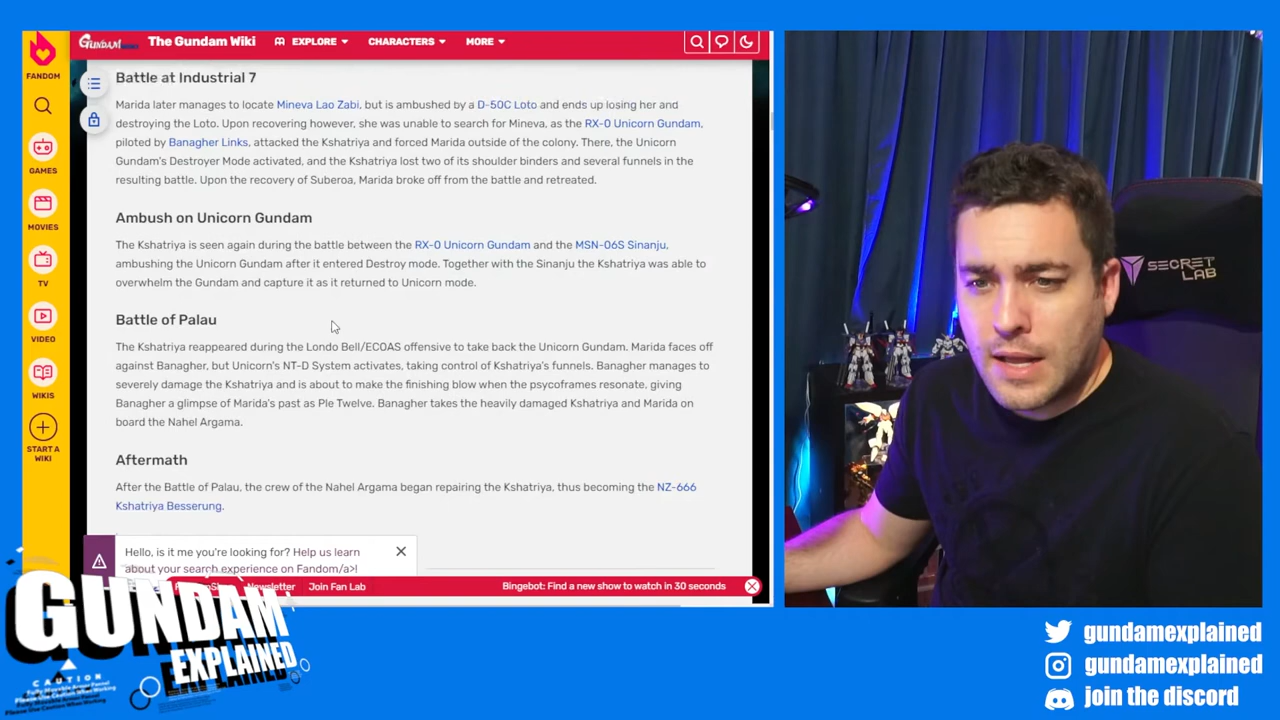 GUNDAM
The Gundam Wiki
EXPLORE
CHARACTERS
MORE
FANDOM
GAMES
MOVIES
TV
VIDEO
WIKIS
START A
WIKI
Battle at Industrial 7
Marida later manages to locate Mineva Lao Zabi, but is ambushed by a D-50C Loto and ends up losing her and
destroying the Loto. Upon recovering however, she was unable to search for Mineva, as the RX-0 Unicorn Gundam,
piloted by Banagher Links, attacked the Kshatriya and forced Marida outside of the colony. There, the Unicorn
Gundam's Destroyer Mode activated, and the Kshatriya lost two of its shoulder binders and several funnels in the
resulting battle. Upon the recovery of Suberoa, Marida broke off from the battle and retreated.
Ambush on Unicorn Gundam
The Kshatriya is seen again during the battle between the RX-0 Unicorn Gundam and the MSN-06S Sinanju,
ambushing the Unicorn Gundam after it entered Destroy mode. Together with the Sinanju the Kshatriya was able to
overwhelm the Gundam and capture it as it returned to Unicorn mode.
Battle of Palau
The Kshatriya reappeared during the Londo Bell/ECOAS offensive to take back the Unicorn Gundam. Marida faces off
against Banagher, but Unicorn's NT-D System activates, taking control of Kshatriya's funnels. Banagher manages to
severely damage the Kshatriya and is about to make the finishing blow when the psycoframes resonate, giving
Banagher a glimpse of Marida's past as Ple Twelve. Banagher takes the heavily damaged Kshatriya and Marida on
board the Nahel Argama.
Aftermath
After the Battle of Palau, the crew of the Nahel Argama began repairing the Kshatriya, thus becoming the NZ-666
Kshatriya Besserung.
Hello, is it me you're looking for? Help us learn
about your search experience on Fandom/a>!
Newsletter
Join Fan Lab
Bingebot: Find a new show to watch in 30 seconds
SECRET
LAB
GUNDAM
EXPLAINED
CAUTION
gundamexplained
gundamexplained
join the discord